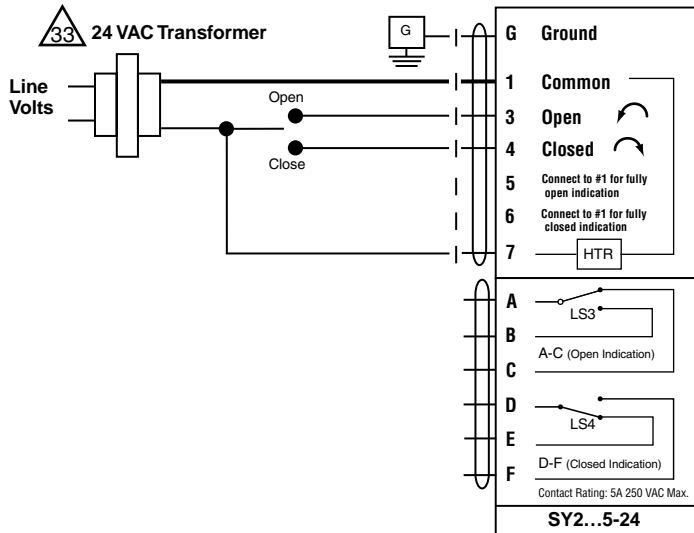 33 24 VAC Transformer
Line
Volts
Open
Close
G
G Ground
1 Common
3 Open
4 Closed
5 Connect to #1 for fully
open indication
6 Connect to #1 for fully
closed indication
7 HTR
A
LS3
B
A-C (Open Indication)
C
D
LS4
E
D-F (Closed Indication)
F
Contact Rating: 5A 250 VAC Max.
SY2...5-24